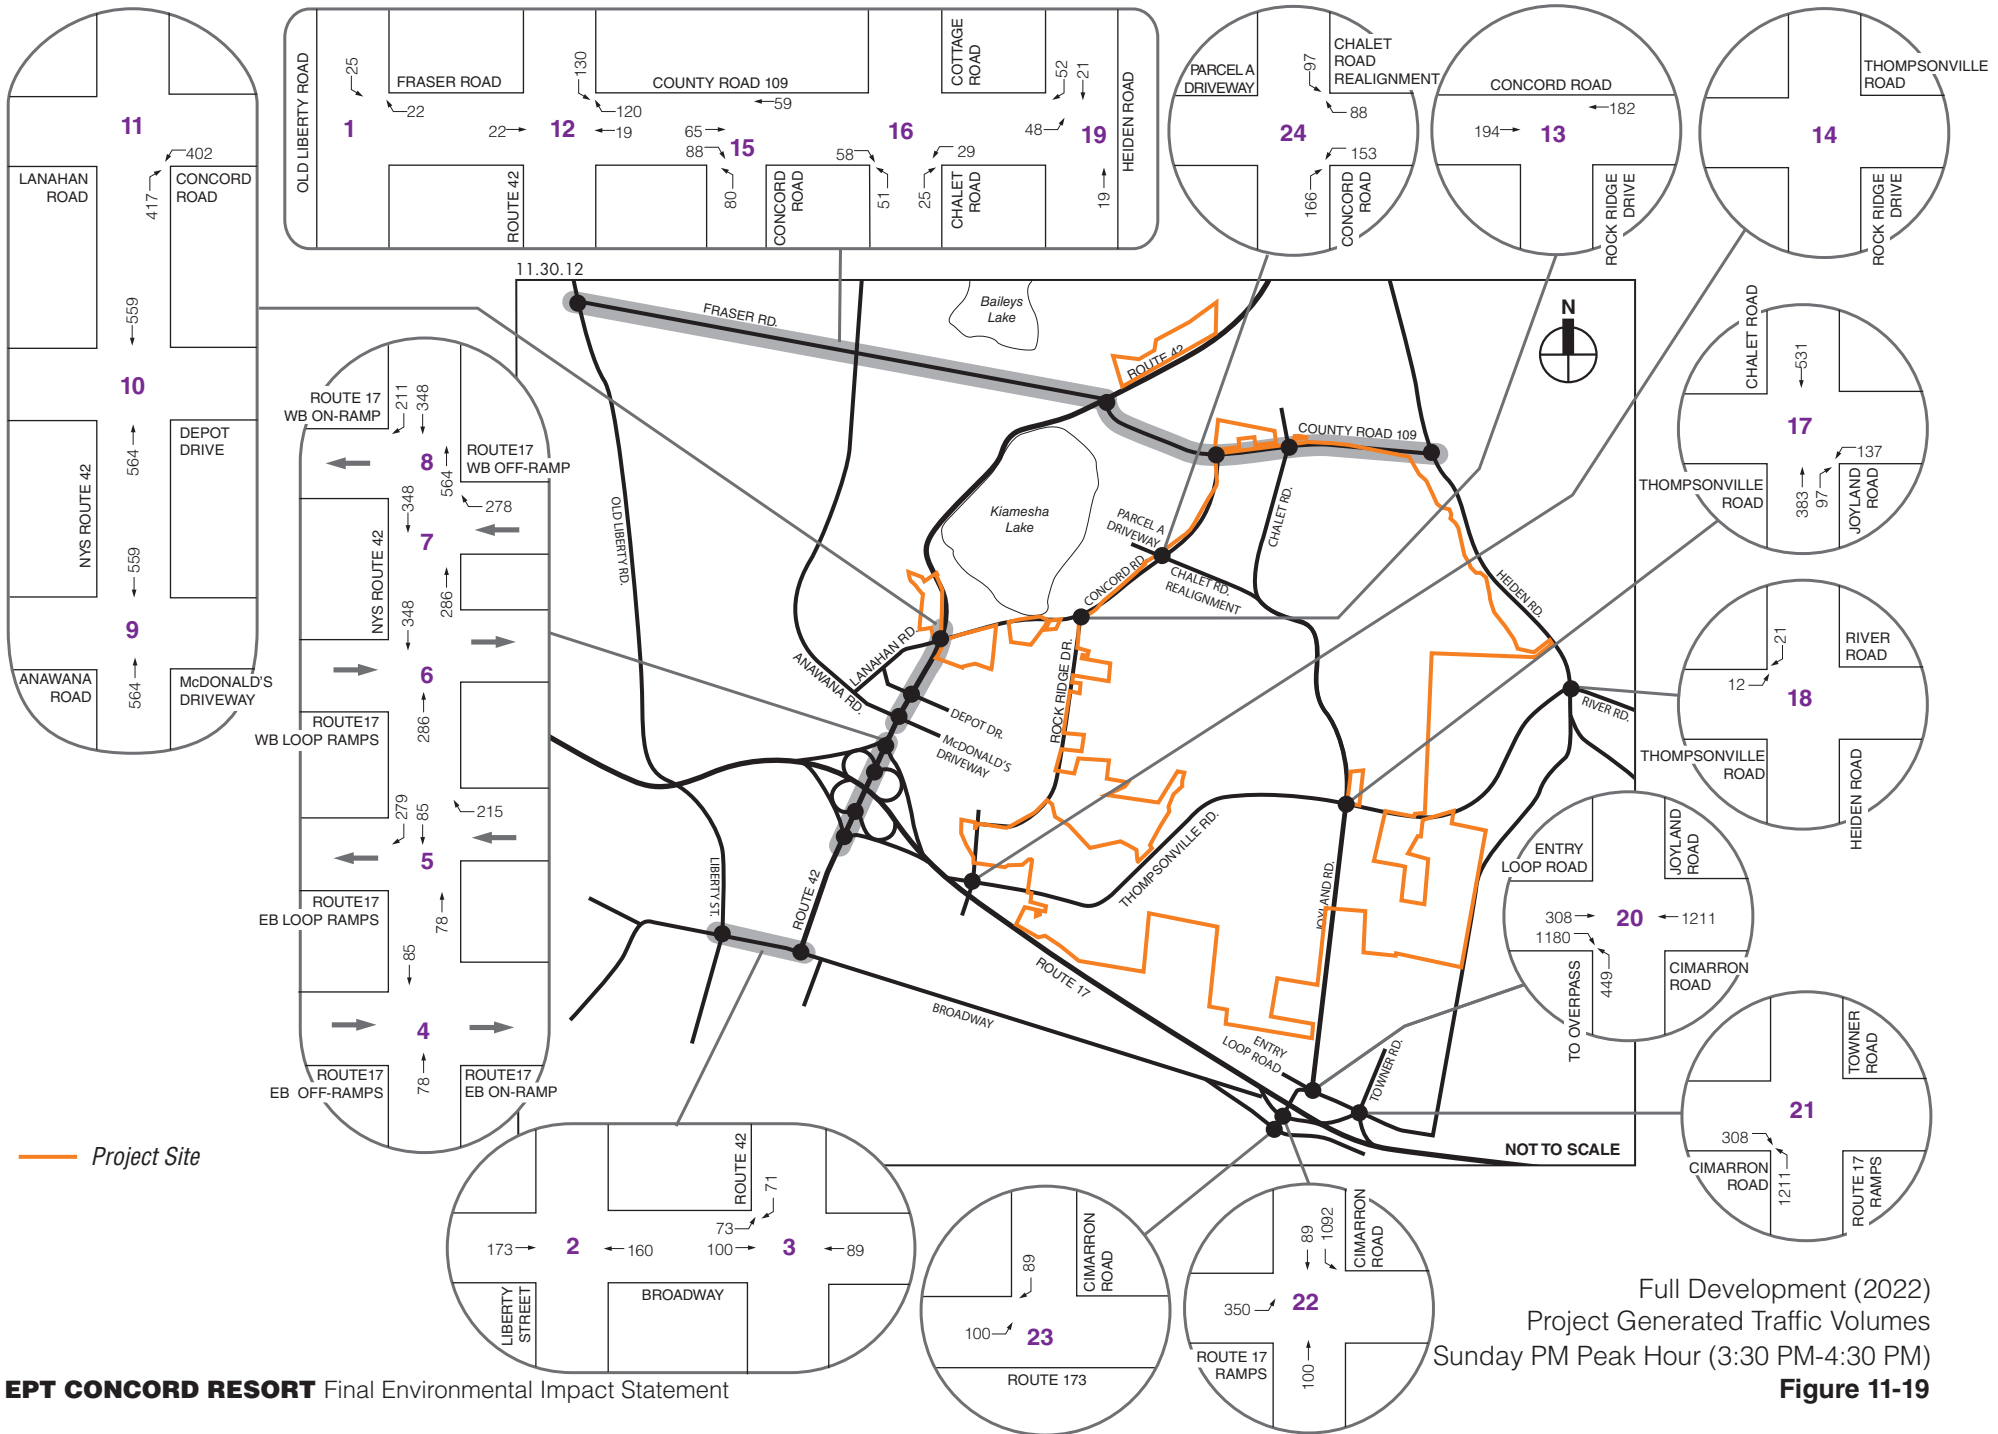 11
402
LANAHAN
ROAD
CONCORD
ROAD
417
559
10
564
DEPOT
DRIVE
NYS ROUTE 42
559
9
564
ANAWANA
ROAD
McDONALD'S
DRIVEWAY
OLD LIBERTY ROAD
25
FRASER ROAD
22
1
130
COUNTY ROAD 109
120
59
22
12
19
65
88
15
80
ROUTE 42
CONCORD
ROAD
COTTAGE
ROAD
16
58
51
29
25
CHALET
ROAD
52
21
48
19
19
HEIDEN ROAD
PARCEL A
DRIVEWAY
97
CHALET
ROAD
REALIGNMENT
88
24
153
166
CONCORD
ROAD
CONCORD ROAD
182
194
13
ROCK RIDGE
DRIVE
THOMPSONVILLE
ROAD
14
ROCK RIDGE
DRIVE
11.30.12
ROUTE 17
WB ON-RAMP
211
348
ROUTE17
WB OFF-RAMP
8
564
278
348
7
NYS ROUTE 42
286
348
6
ROUTE17
WB LOOP RAMPS
286
279
85
215
5
ROUTE17
EB LOOP RAMPS
78
85
4
ROUTE17
EB OFF-RAMPS
78
ROUTE17
EB ON-RAMP
FRASER RD.
Baileys
Lake
ROUTE 42
N
COUNTY ROAD 109
OLD LIBERTY RD.
Kiamesha
Lake
PARCEL A
DRIVEWAY
CHALET RD.
CONCORD RD.
CHALET RD.
REALIGNMENT
HEIDEN RD.
LANAHAN RD.
ANAWANA RD.
ROCK RIDGE DR.
DEPOT DR.
McDONALD'S
DRIVEWAY
RIVER RD.
THOMPSONVILLE RD.
LIBERTY ST.
ROUTE 42
JOYLAND RD.
ROUTE 17
BROADWAY
ENTRY
LOOP ROAD
TOWNER RD.
NOT TO SCALE
CHALET ROAD
531
17
137
THOMPSONVILLE
ROAD
383
97
JOYLAND
ROAD
21
RIVER
ROAD
12
18
THOMPSONVILLE
ROAD
HEIDEN ROAD
ENTRY
LOOP ROAD
JOYLAND
ROAD
308
20
1211
1180
449
TO OVERPASS
CIMARRON
ROAD
TOWNER
ROAD
21
308
CIMARRON
ROAD
1211
ROUTE 17
RAMPS
Project Site
ROUTE 42
71
73
173
2
160
100
3
89
LIBERTY
STREET
BROADWAY
89
CIMARRON
ROAD
100
23
ROUTE 173
89
1092
CIMARRON
ROAD
350
22
ROUTE 17
RAMPS
100
Full Development (2022)
Project Generated Traffic Volumes
Sunday PM Peak Hour (3:30 PM-4:30 PM)
Figure 11-19
EPT CONCORD RESORT Final Environmental Impact Statement